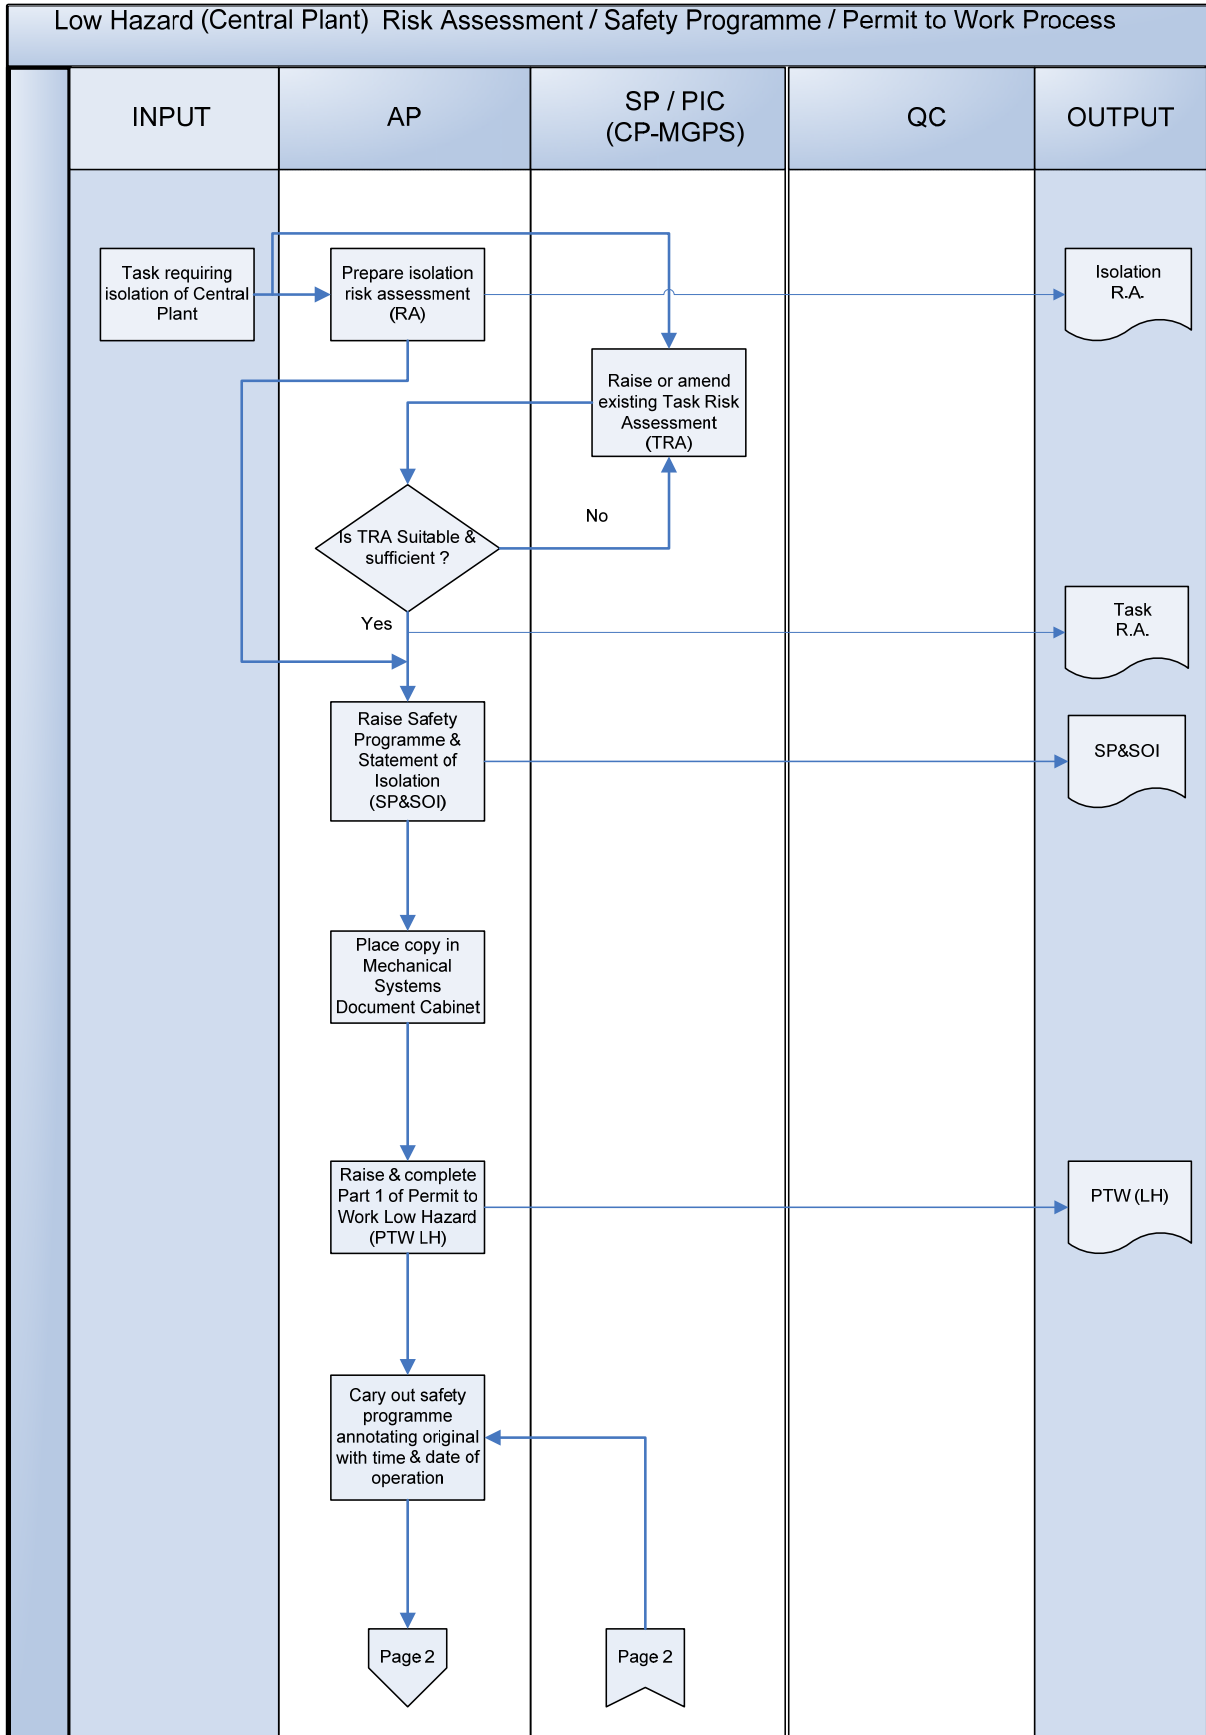 Low Hazard (Central Plant) Risk Assessment / Safety Programme / Permit to Work Process
INPUT
AP
SP / PIC
(CP-MGPS)
QC
OUTPUT
Task requiring
isolation of Central
Plant
Prepare isolation
risk assessment
(RA)
Isolation
R.A.
Raise or amend
existing Task Risk
Assessment
(TRA)
Is TRA Suitable &
sufficient ?
No
Yes
Task
R.A.
Raise Safety
Programme &
Statement of
Isolation
(SP&SOI)
SP&SOI
Place copy in
Mechanical
Systems
Document Cabinet
Raise & complete
Part 1 of Permit to
Work Low Hazard
(PTW LH)
PTW (LH)
Cary out safety
programme
annotating original
with time & date of
operation
Page 2
Page 2